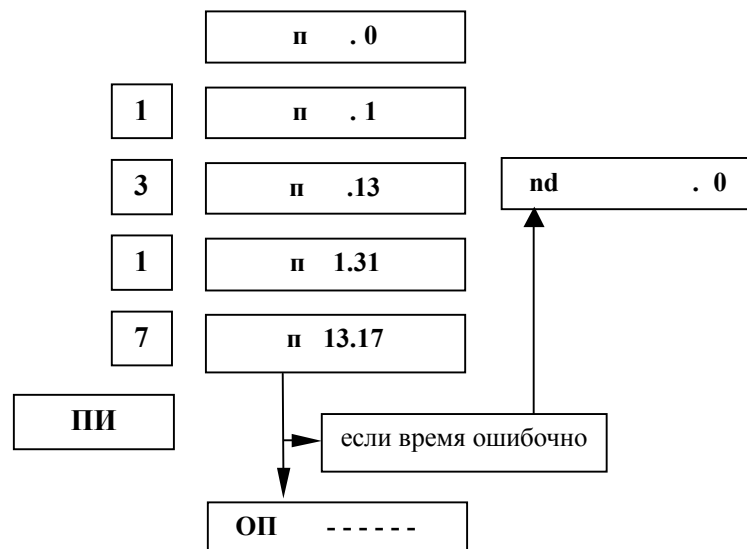 п . 0
1 п . 1
3 п .13
nd . 0
1 п 1.31
7 п 13.17
ПИ
если время ошибочно
ОП - - - - - -